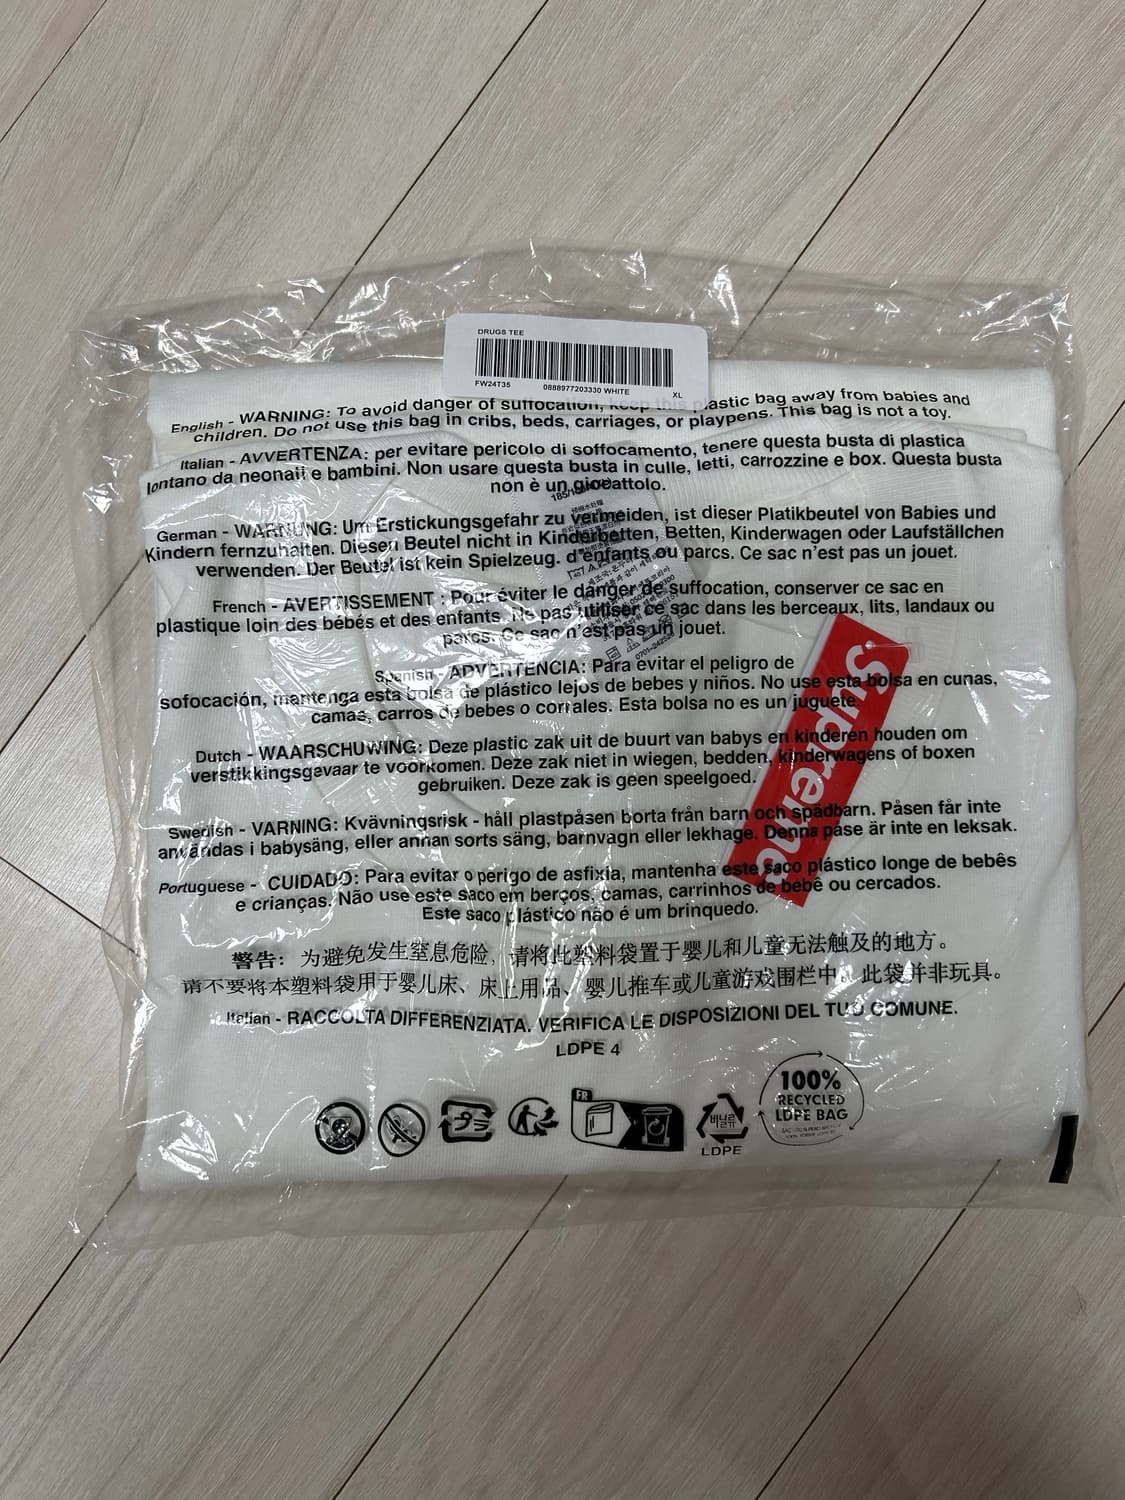 DRUGS TEE
FW24T35 0888977203330 WHITE XL
English - WARNING: To avoid danger of suffocation, keep this plastic bag away from babies and
children. Do not use this bag in cribs, beds, carriages, or playpens. This bag is not a toy.
Italian - AVVERTENZA: per evitare pericolo di soffocamento, tenere questa busta di plastica
lontano da neonati e bambini. Non usare questa busta in culle, letti, carrozzine e box. Questa busta
non è un giocattolo.
185/1
German - WARNUNG: Um Erstickungsgefahr zu vermeiden, ist dieser Platikbeutel von Babies und
Kindern fernzuhalten. Diesen Beutel nicht in Kinderbetten, Betten, Kinderwagen oder Laufställchen
verwenden. Der Beutel ist kein Spielzeug. d'enfants ou parcs. Ce sac n'est pas un jouet.
French - AVERTISSEMENT : Pour éviter le danger de suffocation, conserver ce sac en
plastique loin des bébés et des enfants. Ne pas utiliser ce sac dans les berceaux, lits, landaux ou
parcs. Ce sac n'est pas un jouet.
Spanish - ADVERTENCIA: Para evitar el peligro de
sofocación, mantenga esta bolsa de plástico lejos de bebes y niños. No use esta bolsa en cunas,
camas, carros de bebes o corrales. Esta bolsa no es un juguete.
Supreme
Dutch - WAARSCHUWING: Deze plastic zak uit de buurt van babys en kinderen houden om
verstikkingsgevaar te voorkomen. Deze zak niet in wiegen, bedden, kinderwagens of boxen
gebruiken. Deze zak is geen speelgoed.
Swedish - VARNING: Kvävningsrisk - håll plastpåsen borta från barn och spädbarn. Påsen får inte
användas i babysäng, eller annan sorts säng, barnvagn eller lekhage. Denna påse är inte en leksak.
Portuguese - CUIDADO: Para evitar o perigo de asfixia, mantenha este saco plástico longe de bebês
e crianças. Não use este saco em berços, camas, carrinhos de bebê ou cercados.
Este saco plástico não é um brinquedo.
警告：为避免发生窒息危险，请将此塑料袋置于婴儿和儿童无法触及的地方。
请不要将本塑料袋用于婴儿床、床上用品、婴儿推车或儿童游戏围栏中。此袋并非玩具。
Italian - RACCOLTA DIFFERENZIATA. VERIFICA LE DISPOSIZIONI DEL TUO COMUNE.
LDPE 4
FR
비닐류
LDPE
100%
RECYCLED
LDPE BAG